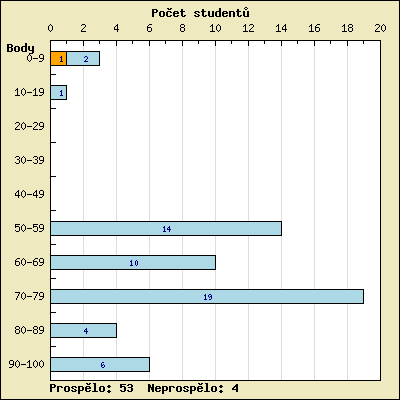 Počet studentů
0 2 4 6 8 10 12 14 16 18 20
Body
0-9 1 2
10-19 1
20-29
30-39
40-49
50-59 14
60-69 10
70-79 19
80-89 4
90-100 6
Prospělo: 53 Neprospělo: 4